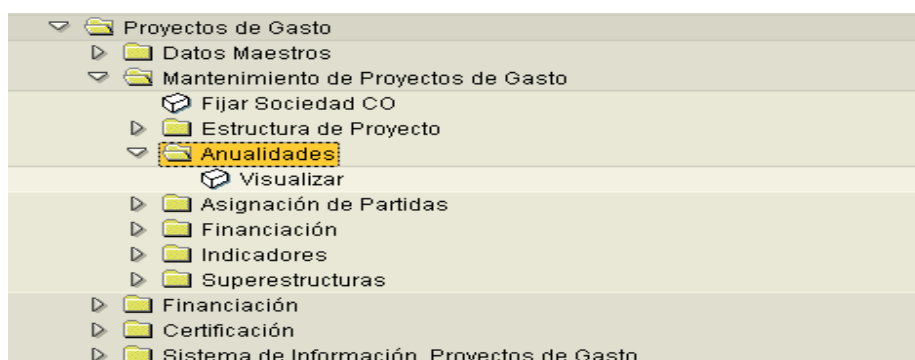 Proyectos de Gasto
Datos Maestros
Mantenimiento de Proyectos de Gasto
Fijar Sociedad CO
Estructura de Proyecto
Anualidades
Visualizar
Asignación de Partidas
Financiación
Indicadores
Superestructuras
Financiación
Certificación
Sistema de Información Proyectos de Gasto